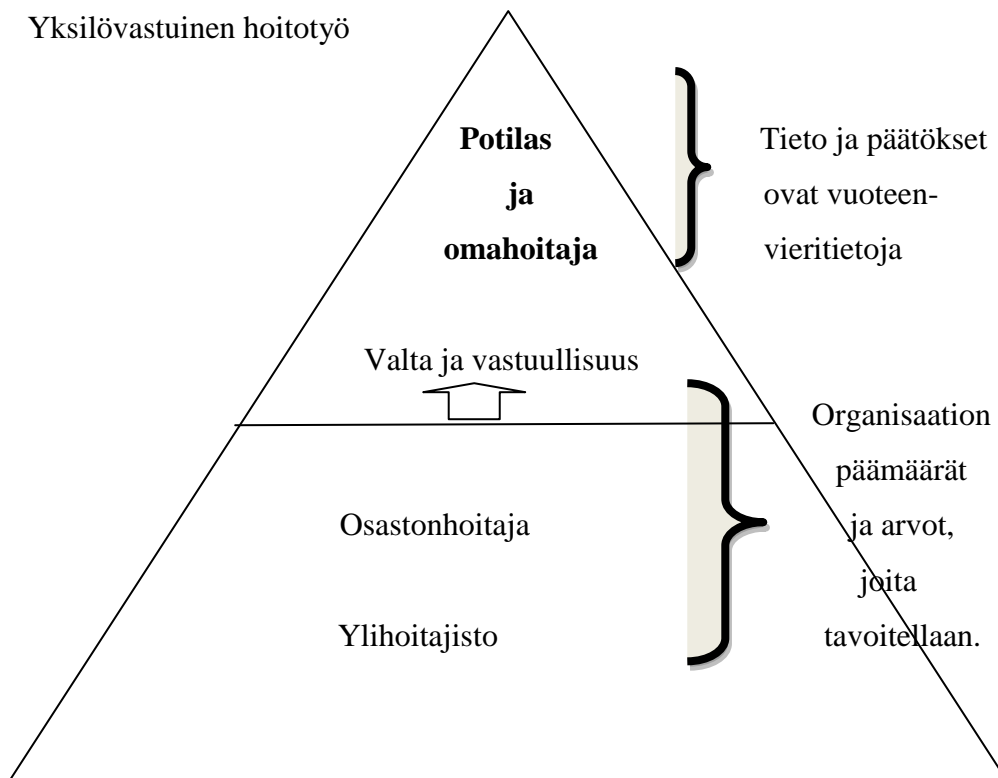 Yksilövastuinen hoitotyö
Potilas
ja
omahoitaja
Tieto ja päätökset
ovat vuoteen-
vieritietoja
Valta ja vastuullisuus
Organisaation
päämäärät
ja arvot,
joita
tavoitellaan.
Osastonhoitaja
Ylihoitajisto